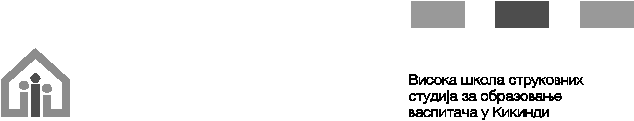 Висока школа струковних
студија за образовање
васпитача у Кикинди